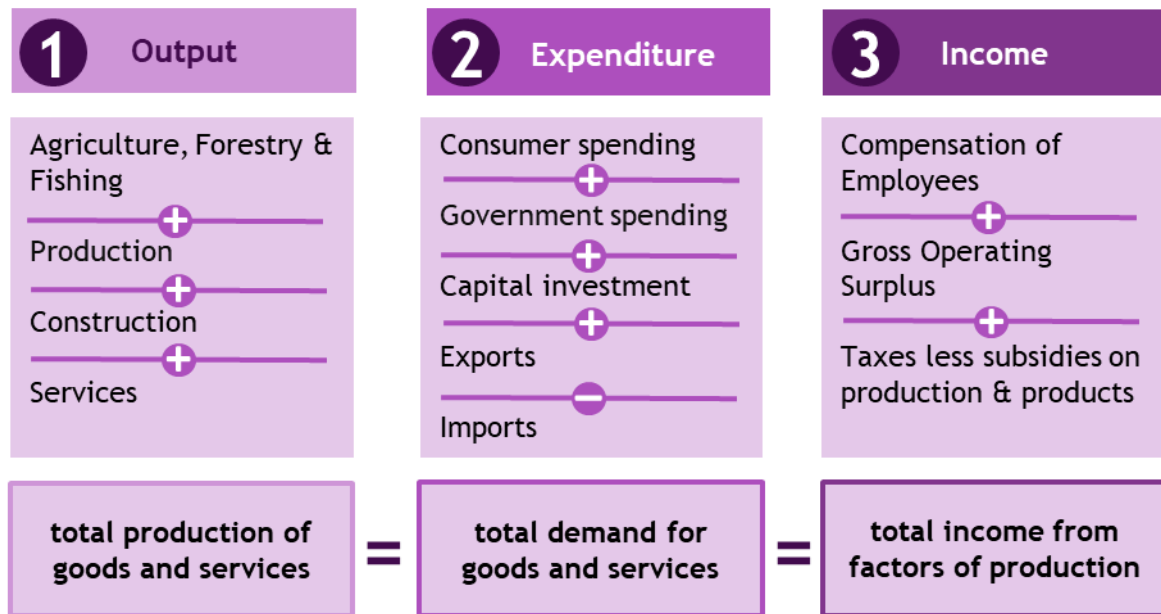 1 Output
Agriculture, Forestry &
Fishing
+
Production
+
Construction
+
Services
total production of
goods and services
=
2 Expenditure
Consumer spending
+
Government spending
+
Capital investment
+
Exports
−
Imports
total demand for
goods and services
=
3 Income
Compensation of
Employees
+
Gross Operating
Surplus
+
Taxes less subsidies on
production & products
total income from
factors of production